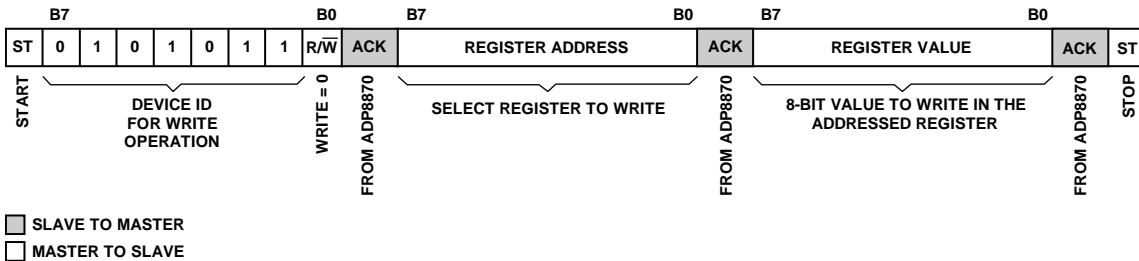 B7 B0 B7 B0 B7 B0
ST 0 1 0 1 0 1 1 R/W̅ ACK REGISTER ADDRESS ACK REGISTER VALUE ACK ST
START
DEVICE ID
FOR WRITE
OPERATION
WRITE = 0
FROM ADP8870
SELECT REGISTER TO WRITE
FROM ADP8870
8-BIT VALUE TO WRITE IN THE
ADDRESSED REGISTER
FROM ADP8870
STOP
SLAVE TO MASTER
MASTER TO SLAVE